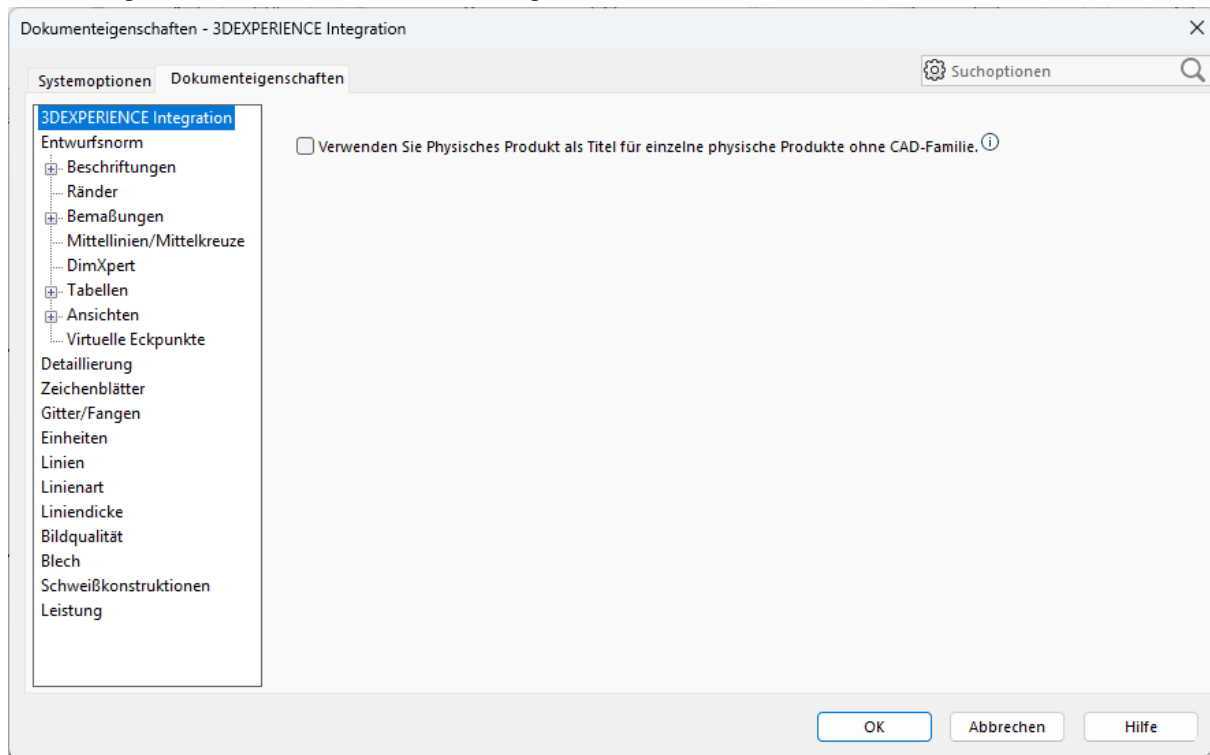 Dokumenteigenschaften - 3DEXPERIENCE Integration
Systemoptionen Dokumenteigenschaften
Suchoptionen
3DEXPERIENCE Integration
Entwurfsnorm
Beschriftungen
Ränder
Bemaßungen
Mittellinien/Mittelkreuze
DimXpert
Tabellen
Ansichten
Virtuelle Eckpunkte
Detaillierung
Zeichenblätter
Gitter/Fangen
Einheiten
Linien
Linienart
Liniendicke
Bildqualität
Blech
Schweißkonstruktionen
Leistung
Verwenden Sie Physisches Produkt als Titel für einzelne physische Produkte ohne CAD-Familie.
OK Abbrechen Hilfe